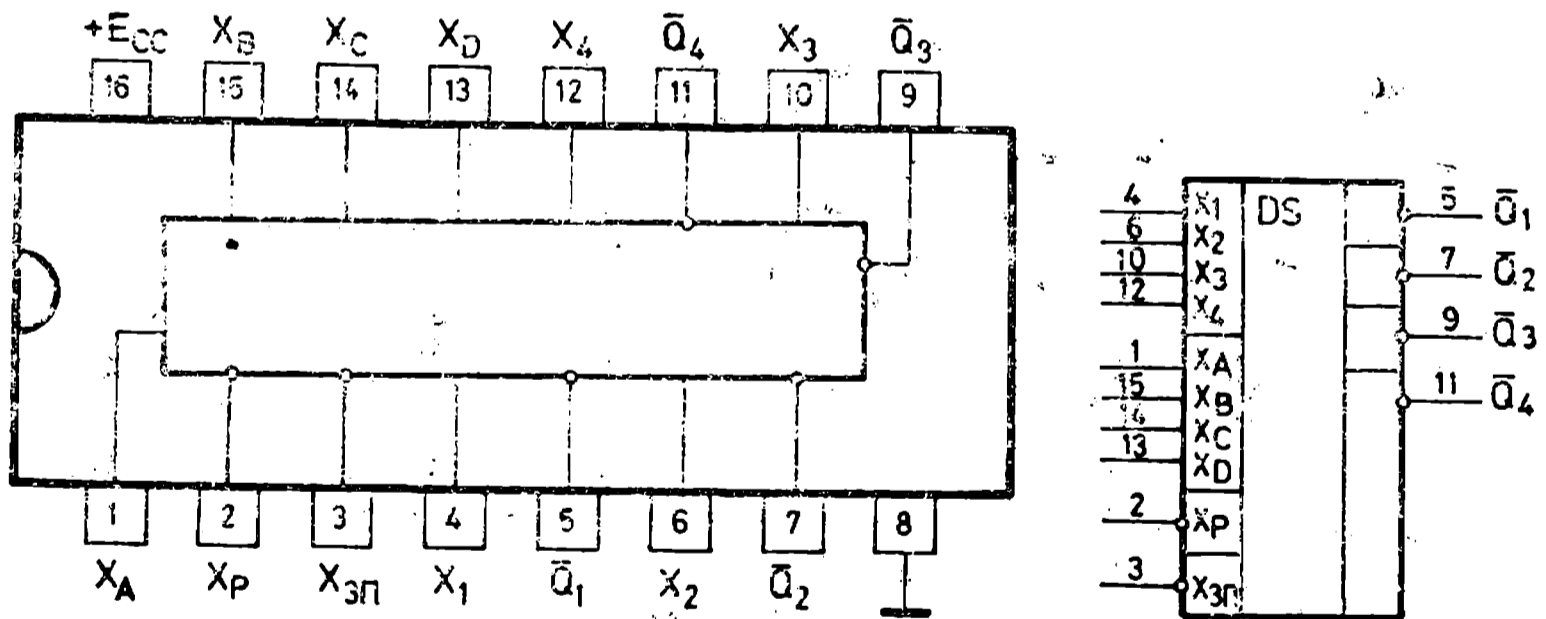 +E_CC X_B X_C X_D X_4 Q̄_4 X_3 Q̄_3
16 15 14 13 12 11 10 9
1 2 3 4 5 6 7 8
X_A X_P X_ЗП X_1 Q̄_1 X_2 Q̄_2
4 X1 DS 5 Q̄1
6 X2
10 X3 7 Q̄2
12 X4
9 Q̄3
1 XA
15 XB 11 Q̄4
14 XC
13 XD
2 XP
3 XЗП